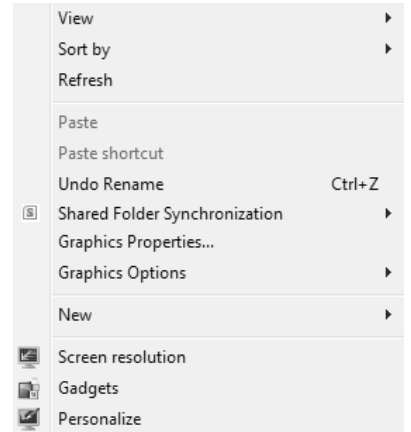 View
Sort by
Refresh
Paste
Paste shortcut
Undo Rename Ctrl+Z
S Shared Folder Synchronization
Graphics Properties...
Graphics Options
New
Screen resolution
Gadgets
Personalize